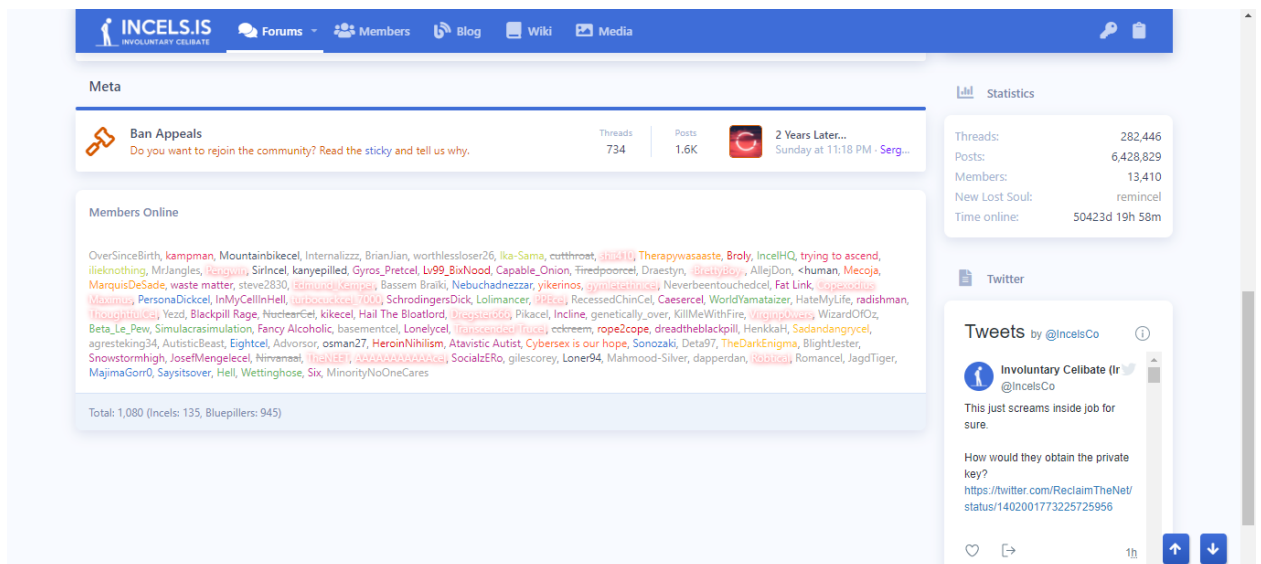 INCELS.IS
INVOLUNTARY CELIBATE
Forums Members Blog Wiki Media
Meta
Ban Appeals
Do you want to rejoin the community? Read the sticky and tell us why.
Threads
734
Posts
1.6K
2 Years Later...
Sunday at 11:18 PM · Serg...
Members Online
OverSinceBirth, kampman, Mountainbikecel, Internalizzz, BrianJian, worthlessloser26, Ika-Sama, cutthroat, Therapywasaaste, Broly, IncelHQ, trying to ascend,
ilieknothing, MrJangles, Pengwin, SirIncel, kanyepilled, Gyros_Pretcel, Lv99_BixNood, Capable_Onion, Tiredpoorcel, Draestyn, AllejDon, <human, Mecoja,
MarquisDeSade, waste matter, steve2830, Edmund_Kemper, Bassem Braiki, Nebuchadnezzar, yikerinos, Neverbeentouchedcel, Fat Link,
PersonaDickcel, InMyCellInHell, SchrodingersDick, Lolimancer, RecessedChinCel, Caesercel, WorldYamataizer, HateMyLife, radishman,
Yezd, Blackpill Rage, NuclearCel, kikecel, Hail The Bloatlord, Pikacel, Incline, genetically_over, KillMeWithFire, WizardOfOz,
Beta_Le_Pew, Simulacrasimulation, Fancy Alcoholic, basementcel, Lonelycel, Transcended Trucel, cckreem, rope2cope, dreadtheblackpill, HenkkaH, Sadandangrycel,
agresteking34, AutisticBeast, Eightcel, Advorsor, osman27, HeroinNihilism, Atavistic Autist, Cybersex is our hope, Sonozaki, Deta97, TheDarkEnigma, BlightJester,
Snowstormhigh, JosefMengelecel, Nirvanaal, TheNEET, SocialzERo, gilescorey, Loner94, Mahmood-Silver, dapperdan, Romancel, JagdTiger,
MajimaGorr0, Saysitsover, Hell, Wettinghose, Six, MinorityNoOneCares
Total: 1,080 (Incels: 135, Bluepillers: 945)
Statistics
Threads: 282,446
Posts: 6,428,829
Members: 13,410
New Lost Soul: remincel
Time online: 50423d 19h 58m
Twitter
Tweets by @IncelsCo
Involuntary Celibate (Ir
@IncelsCo
This just screams inside job for
sure.
How would they obtain the private
key?
https://twitter.com/ReclaimTheNet/
status/1402001773225725956
1h